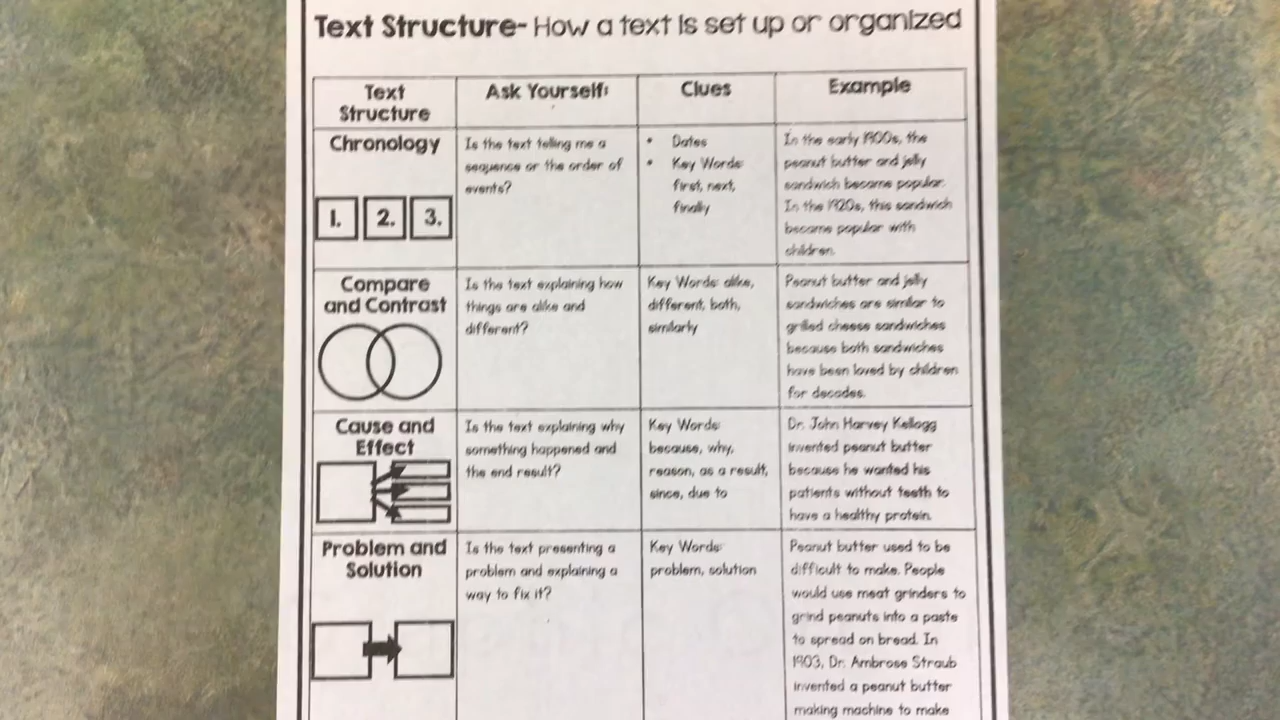 Text Structure- How a text is set up or organized
Text
Structure
Ask Yourself:
Clues
Example
Chronology
1. 2. 3.
Is the text telling me a
sequence or the order of
events?
• Dates
• Key Words:
first, next,
finally
In the early 1900s, the
peanut butter and jelly
sandwich became popular.
In the 1920s, this sandwich
became popular with
children.
Compare
and Contrast
Is the text explaining how
things are alike and
different?
Key Words: alike,
different, both,
similarly
Peanut butter and jelly
sandwiches are similar to
grilled cheese sandwiches
because both sandwiches
have been loved by children
for decades.
Cause and
Effect
Is the text explaining why
something happened and
the end result?
Key Words:
because, why,
reason, as a result,
since, due to
Dr. John Harvey Kellogg
invented peanut butter
because he wanted his
patients without teeth to
have a healthy protein.
Problem and
Solution
Is the text presenting a
problem and explaining a
way to fix it?
Key Words:
problem, solution
Peanut butter used to be
difficult to make. People
would use meat grinders to
grind peanuts into a paste
to spread on bread. In
1903, Dr. Ambrose Straub
invented a peanut butter
making machine to make